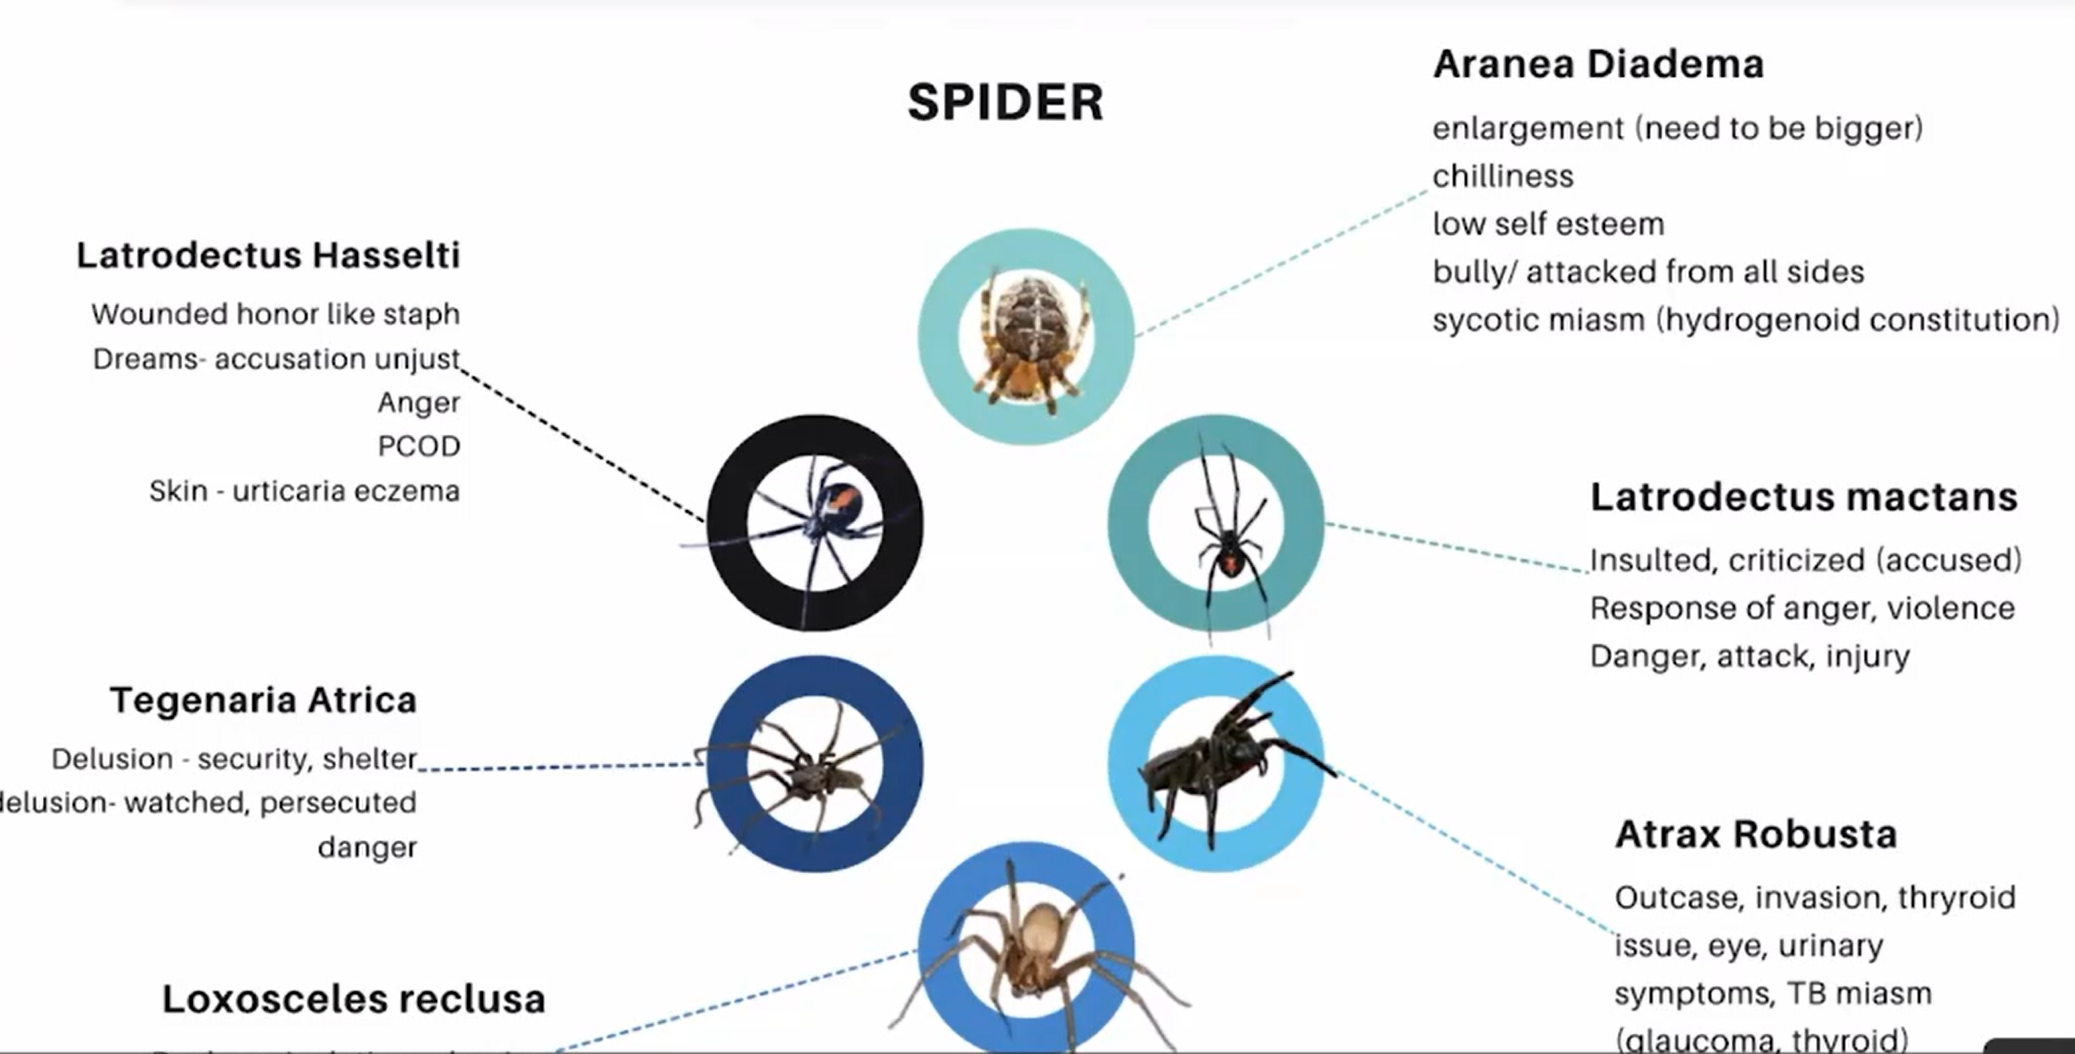 SPIDER
Aranea Diadema
enlargement (need to be bigger)
chilliness
low self esteem
bully/ attacked from all sides
sycotic miasm (hydrogenoid constitution)
Latrodectus Hasselti
Wounded honor like staph
Dreams- accusation unjust
Anger
PCOD
Skin - urticaria eczema
Latrodectus mactans
Insulted, criticized (accused)
Response of anger, violence
Danger, attack, injury
Tegenaria Atrica
Delusion - security, shelter
delusion- watched, persecuted
danger
Atrax Robusta
Outcase, invasion, thryroid
issue, eye, urinary
symptoms, TB miasm
(glaucoma, thyroid)
Loxosceles reclusa